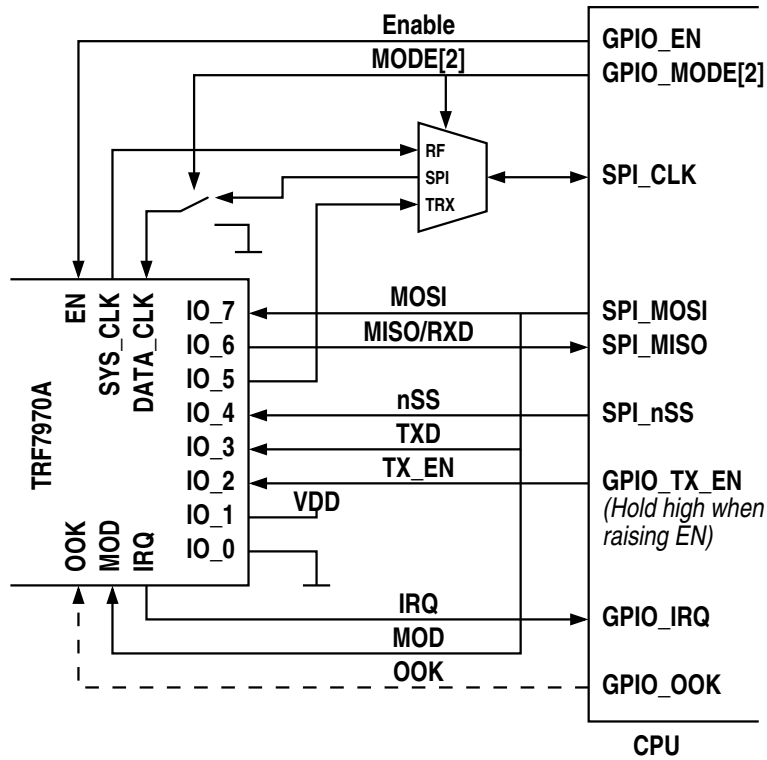 Enable
GPIO_EN
MODE[2]
GPIO_MODE[2]
RF
SPI
TRX
SPI_CLK
EN
SYS_CLK
DATA_CLK
IO_7
MOSI
SPI_MOSI
IO_6
MISO/RXD
SPI_MISO
IO_5
IO_4
nSS
SPI_nSS
IO_3
TXD
IO_2
TX_EN
GPIO_TX_EN
(Hold high when
raising EN)
IO_1
VDD
IO_0
TRF7970A
OOK
MOD
IRQ
IRQ
GPIO_IRQ
MOD
OOK
GPIO_OOK
CPU